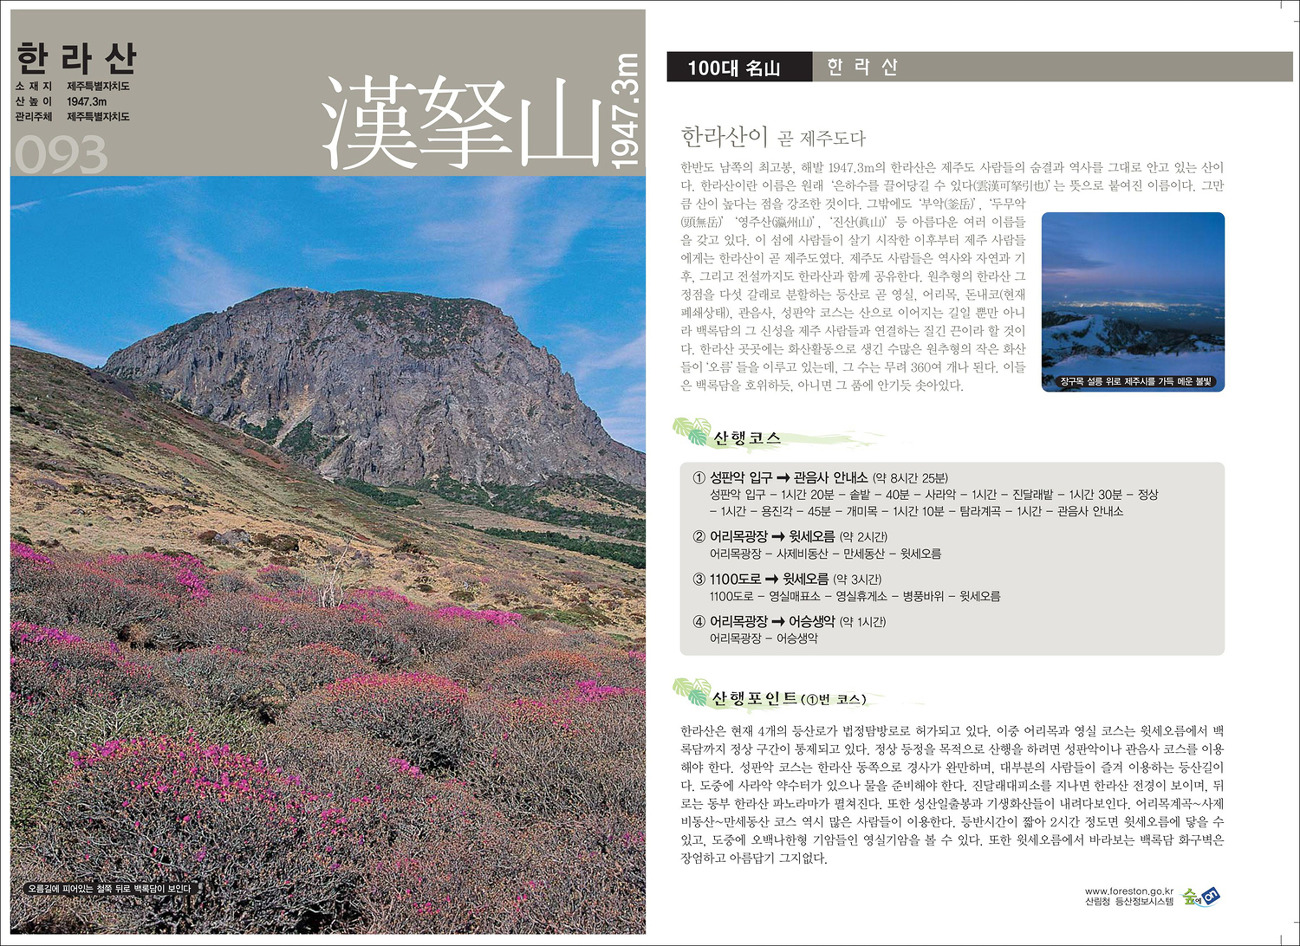 한라산
소 재 지 제주특별자치도
산 높 이 1947.3m
관리주체 제주특별자치도
093
漢拏山
1947.3m
오름길에 피어있는 철쭉 뒤로 백록담이 보인다
100대 名山 한 라 산
한라산이 곧 제주도다
한반도 남쪽의 최고봉, 해발 1947.3m의 한라산은 제주도 사람들의 숨결과 역사를 그대로 안고 있는 산이
다. 한라산이란 이름은 원래 ‘은하수를 끌어당길 수 있다(雲漢可拏引也)’는 뜻으로 붙여진 이름이다. 그만
큼 산이 높다는 점을 강조한 것이다. 그밖에도 ‘부악(釜岳)’, ‘두무악
(頭無岳)’ ‘영주산(瀛州山)’, ‘진산(眞山)’ 등 아름다운 여러 이름들
을 갖고 있다. 이 섬에 사람들이 살기 시작한 이후부터 제주 사람들
에게는 한라산이 곧 제주도였다. 제주도 사람들은 역사와 자연과 기
후, 그리고 전설까지도 한라산과 함께 공유한다. 원추형의 한라산 그
정점을 다섯 갈래로 분할하는 등산로 곧 영실, 어리목, 돈내코(현재
폐쇄상태), 관음사, 성판악 코스는 산으로 이어지는 길일 뿐만 아니
라 백록담의 그 신성을 제주 사람들과 연결하는 질긴 끈이라 할 것이
다. 한라산 곳곳에는 화산활동으로 생긴 수많은 원추형의 작은 화산
들이 ‘오름’들을 이루고 있는데, 그 수는 무려 360여 개나 된다. 이들
은 백록담을 호위하듯, 아니면 그 품에 안기듯 솟아있다.
장구목 설릉 위로 제주시를 가득 메운 불빛
산행코스
① 성판악 입구 ➞ 관음사 안내소 (약 8시간 25분)
성판악 입구 - 1시간 20분 - 솔밭 - 40분 - 사라악 - 1시간 - 진달래밭 - 1시간 30분 - 정상
- 1시간 - 용진각 - 45분 - 개미목 - 1시간 10분 - 탐라계곡 - 1시간 - 관음사 안내소
② 어리목광장 ➞ 윗세오름 (약 2시간)
어리목광장 - 사제비동산 - 만세동산 - 윗세오름
③ 1100도로 ➞ 윗세오름 (약 3시간)
1100도로 - 영실매표소 - 영실휴게소 - 병풍바위 - 윗세오름
④ 어리목광장 ➞ 어승생악 (약 1시간)
어리목광장 - 어승생악
산행포인트(①번 코스)
한라산은 현재 4개의 등산로가 법정탐방로로 허가되고 있다. 이중 어리목과 영실 코스는 윗세오름에서 백
록담까지 정상 구간이 통제되고 있다. 정상 등정을 목적으로 산행을 하려면 성판악이나 관음사 코스를 이용
해야 한다. 성판악 코스는 한라산 동쪽으로 경사가 완만하며, 대부분의 사람들이 즐겨 이용하는 등산길이
다. 도중에 사라악 약수터가 있으나 물을 준비해야 한다. 진달래대피소를 지나면 한라산 전경이 보이며, 뒤
로는 동부 한라산 파노라마가 펼쳐진다. 또한 성산일출봉과 기생화산들이 내려다보인다. 어리목계곡~사제
비동산~만세동산 코스 역시 많은 사람들이 이용한다. 등반시간이 짧아 2시간 정도면 윗세오름에 닿을 수
있고, 도중에 오백나한형 기암들인 영실기암을 볼 수 있다. 또한 윗세오름에서 바라보는 백록담 화구벽은
장엄하고 아름답기 그지없다.
www.foreston.go.kr
산림청 등산정보시스템
숲에on